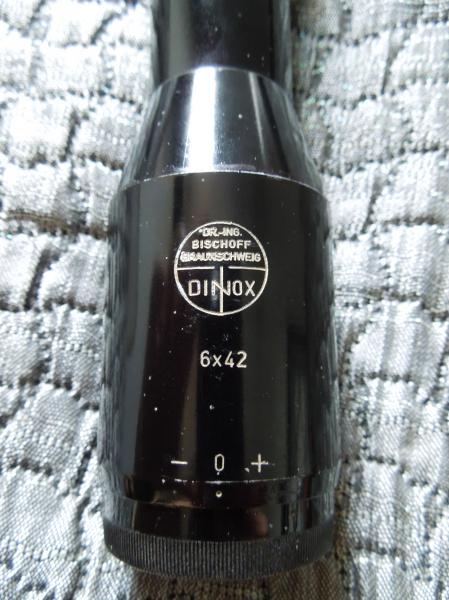 DR.-ING.
BISCHOFF
BRAUNSCHWEIG
DINOX
6x42
- 0 +